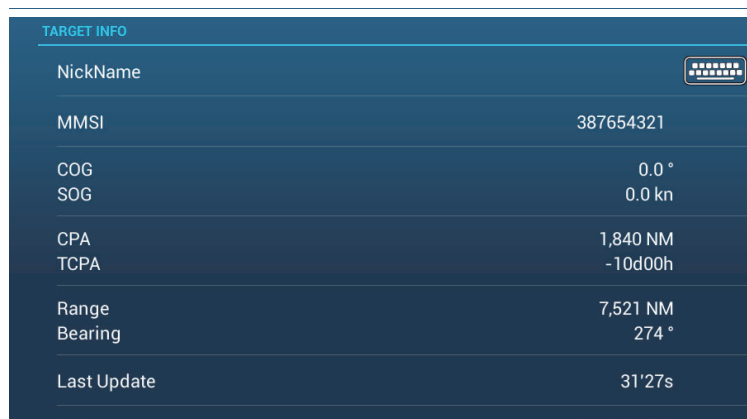 TARGET INFO
NickName
MMSI 387654321
COG 0.0 °
SOG 0.0 kn
CPA 1,840 NM
TCPA -10d00h
Range 7,521 NM
Bearing 274 °
Last Update 31'27s